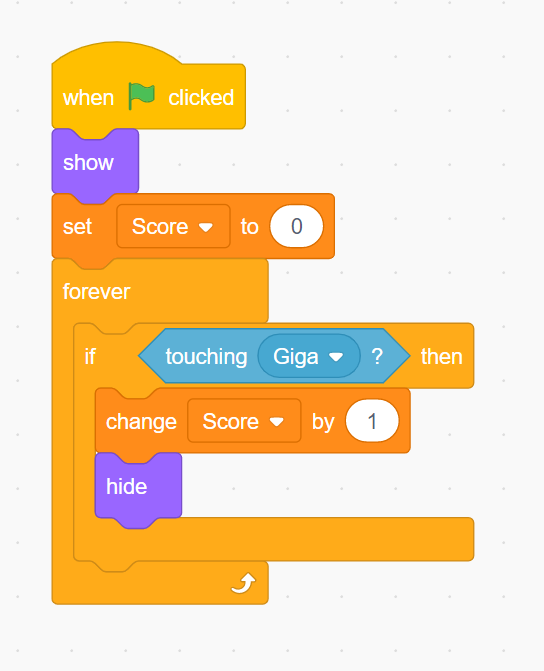 when clicked
show
set Score to 0
forever
if touching Giga ? then
change Score by 1
hide